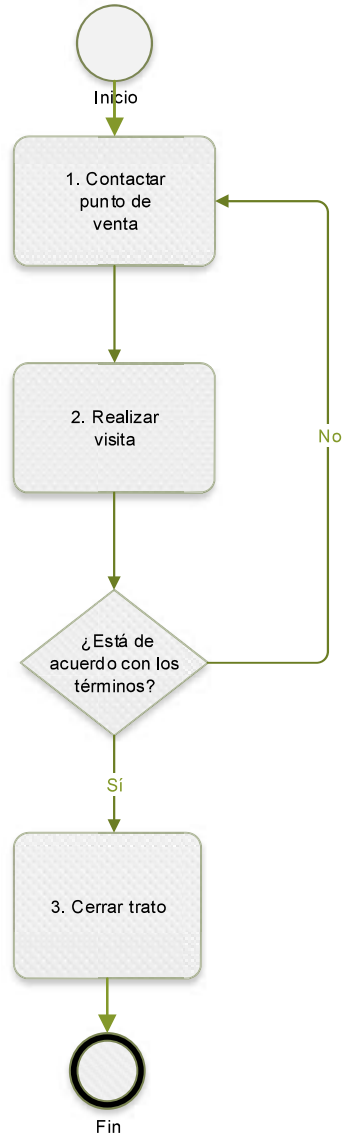 Inicio
1. Contactar
punto de
venta
2. Realizar
visita
No
¿Está de
acuerdo con los
términos?
Sí
3. Cerrar trato
Fin